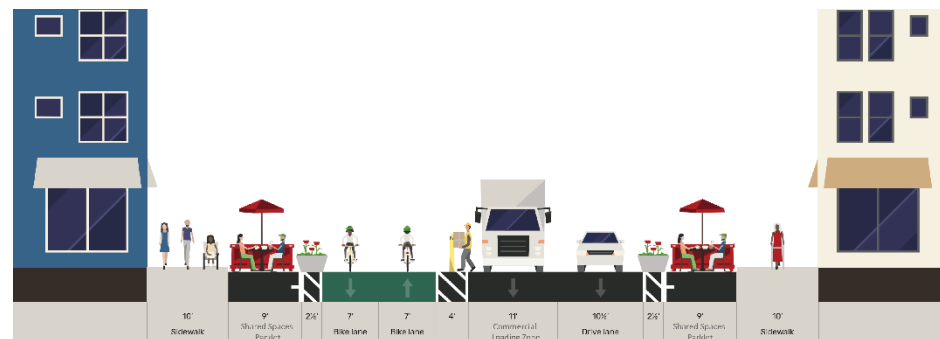 10' 9' 2½' 7' 7' 4' 11' 10½' 2½' 9' 10'
Sidewalk Shared Spaces Bike lane Bike lane Commercial Drive lane Shared Spaces Sidewalk
Parklet Loading Zone Parklet